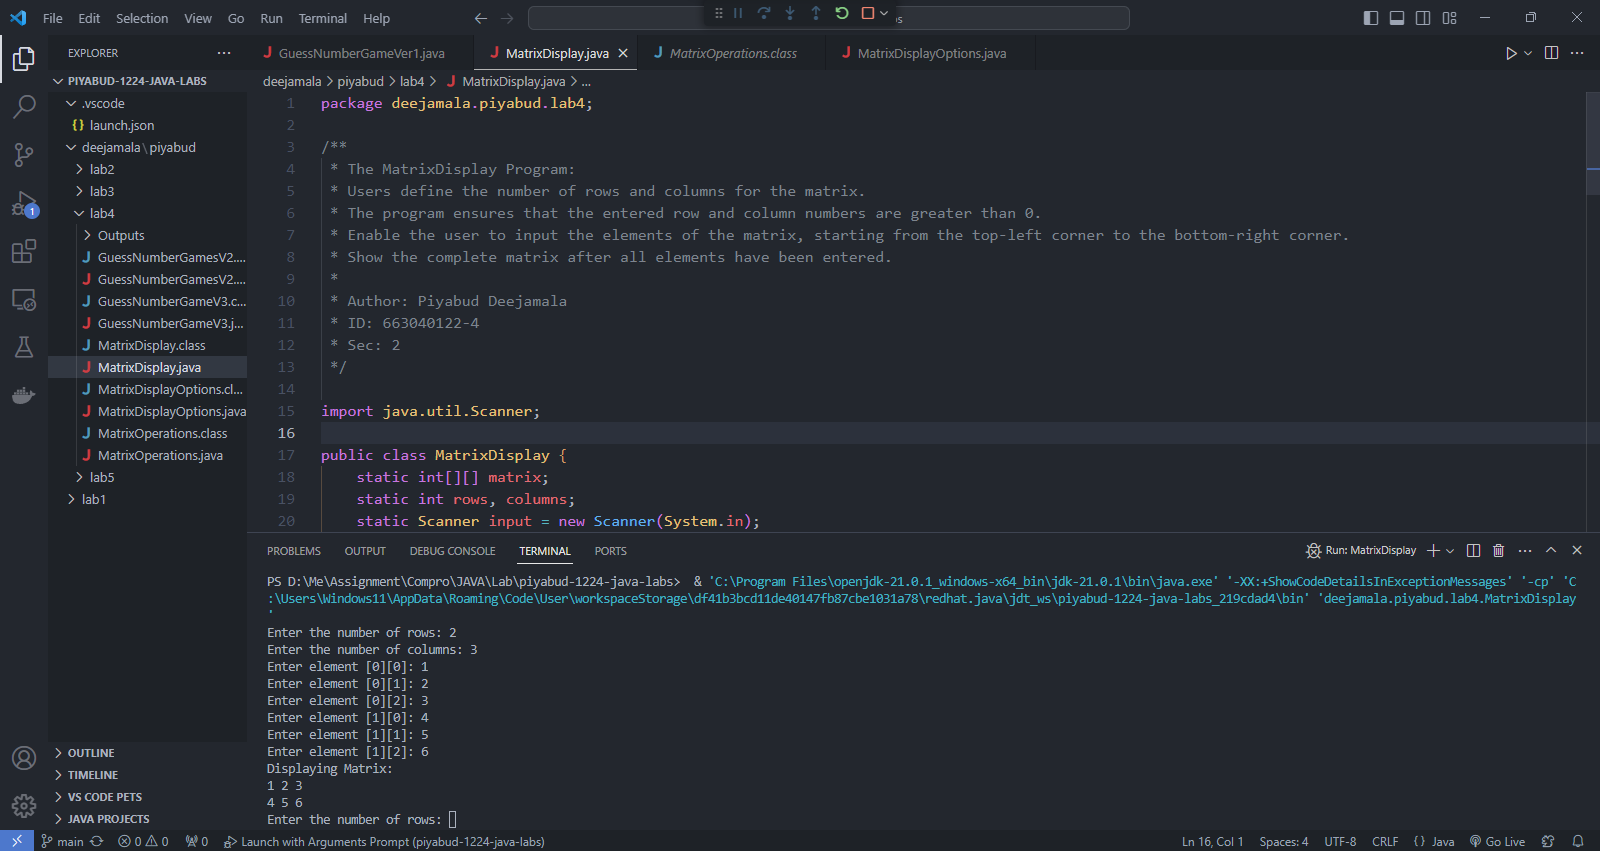 File Edit Selection View Go Run Terminal Help
EXPLORER
GuessNumberGameVer1.java MatrixDisplay.java MatrixOperations.class MatrixDisplayOptions.java
PIYABUD-1224-JAVA-LABS
.vscode
launch.json
deejamala\piyabud
lab2
lab3
lab4
Outputs
GuessNumberGamesV2....
GuessNumberGamesV2....
GuessNumberGameV3.c...
GuessNumberGameV3.j...
MatrixDisplay.class
MatrixDisplay.java
MatrixDisplayOptions.cl...
MatrixDisplayOptions.java
MatrixOperations.class
MatrixOperations.java
lab5
lab1
OUTLINE
TIMELINE
VS CODE PETS
JAVA PROJECTS
deejamala > piyabud > lab4 > MatrixDisplay.java > ...
1 package deejamala.piyabud.lab4;
2
3 /**
4 * The MatrixDisplay Program:
5 * Users define the number of rows and columns for the matrix.
6 * The program ensures that the entered row and column numbers are greater than 0.
7 * Enable the user to input the elements of the matrix, starting from the top-left corner to the bottom-right corner.
8 * Show the complete matrix after all elements have been entered.
9 *
10 * Author: Piyabud Deejamala
11 * ID: 663040122-4
12 * Sec: 2
13 */
14
15 import java.util.Scanner;
16
17 public class MatrixDisplay {
18 static int[][] matrix;
19 static int rows, columns;
20 static Scanner input = new Scanner(System.in);
PROBLEMS OUTPUT DEBUG CONSOLE TERMINAL PORTS
Run: MatrixDisplay
PS D:\Me\Assignment\Compro\JAVA\Lab\piyabud-1224-java-labs> & 'C:\Program Files\openjdk-21.0.1_windows-x64_bin\jdk-21.0.1\bin\java.exe' '-XX:+ShowCodeDetailsInExceptionMessages' '-cp' 'C
:\Users\Windows11\AppData\Roaming\Code\User\workspaceStorage\df41b3bcd11de40147fb87cbe1031a78\redhat.java\jdt_ws\piyabud-1224-java-labs_219cdad4\bin' 'deejamala.piyabud.lab4.MatrixDisplay
'
Enter the number of rows: 2
Enter the number of columns: 3
Enter element [0][0]: 1
Enter element [0][1]: 2
Enter element [0][2]: 3
Enter element [1][0]: 4
Enter element [1][1]: 5
Enter element [1][2]: 6
Displaying Matrix:
1 2 3
4 5 6
Enter the number of rows:
main 0 0 0 Launch with Arguments Prompt (piyabud-1224-java-labs) Ln 16, Col 1 Spaces: 4 UTF-8 CRLF {} Java Go Live